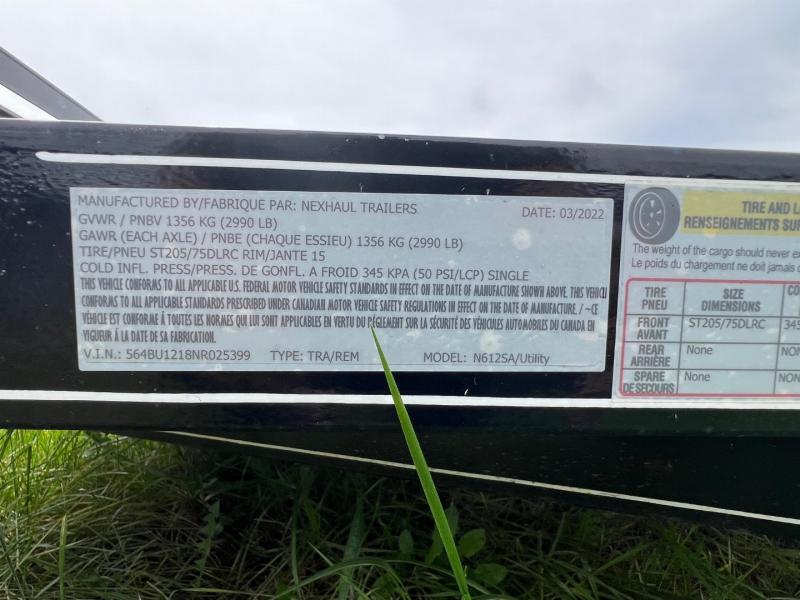 MANUFACTURED BY/FABRIQUE PAR: NEXHAUL TRAILERS DATE: 03/2022
GVWR / PNBV 1356 KG (2990 LB)
GAWR (EACH AXLE) / PNBE (CHAQUE ESSIEU) 1356 KG (2990 LB)
TIRE/PNEU ST205/75DLRC RIM/JANTE 15
COLD INFL. PRESS/PRESS. DE GONFL. A FROID 345 KPA (50 PSI/LCP) SINGLE
THIS VEHICLE CONFORMS TO ALL APPLICABLE U.S. FEDERAL MOTOR VEHICLE SAFETY STANDARDS IN EFFECT ON THE DATE OF MANUFACTURE SHOWN ABOVE. THIS VEHICLE
CONFORMS TO ALL APPLICABLE STANDARDS PRESCRIBED UNDER CANADIAN MOTOR VEHICLE SAFETY REGULATIONS IN EFFECT ON THE DATE OF MANUFACTURE. / ~CE
VÉHICLE EST CONFORME À TOUTES LES NORMES QUI LUI SONT APPLICABLES EN VERTU DU RÈGLEMENT SUR LA SÉCURITÉ DES VÉHICULES AUTOMOBILES DU CANADA EN
VIGUEUR À LA DATE DE SA FABRICATION.
V.I.N.: 564BU1218NR025399 TYPE: TRA/REM MODEL: N612SA/Utility
TIRE AND L
RENSEIGNEMENTS SU
The weight of the cargo should never
Le poids du chargement ne doit jamais
TIRE SIZE
PNEU DIMENSIONS
FRONT ST205/75DLRC 345
AVANT
REAR None NON
ARRIÈRE
SPARE None NON
DE SECOURS